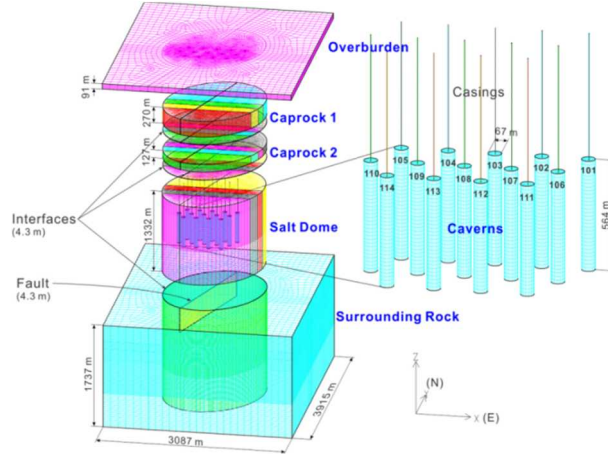 Overburden
91 m
270 m
Caprock 1
127 m
Caprock 2
Interfaces
(4.3 m)
1332 m
Salt Dome
Fault
(4.3 m)
Surrounding Rock
1737 m
3087 m
3915 m
Casings
67 m
105
104
103
102
101
110
109
108
107
106
114
113
112
111
Caverns
564 m
Z
(N)
X (E)